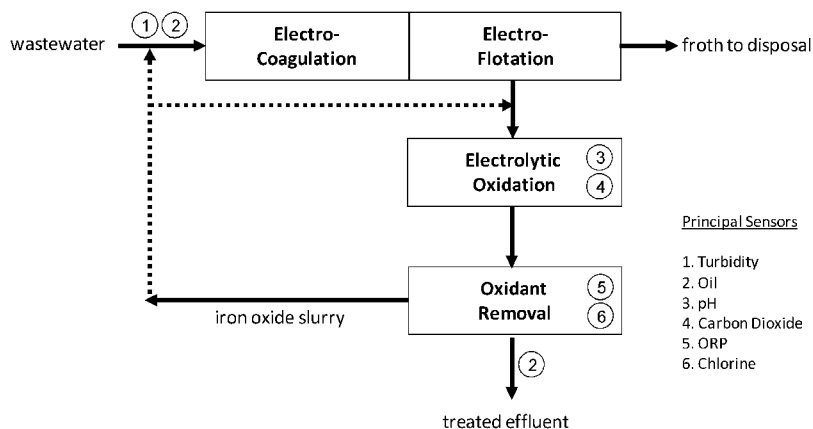 ① ②
wastewater
Electro-
Coagulation
Electro-
Flotation
froth to disposal
Electrolytic
Oxidation
③
④
Oxidant
Removal
⑤
⑥
iron oxide slurry
②
treated effluent
Principal Sensors
1. Turbidity
2. Oil
3. pH
4. Carbon Dioxide
5. ORP
6. Chlorine